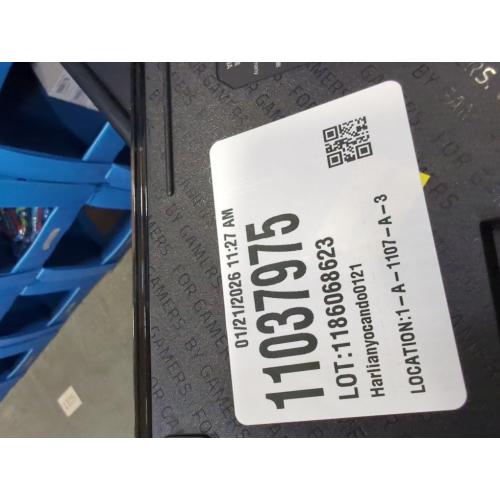 01/21/2026 11:27 AM
11037975
LOT:1186068623
Harlianyocando0121
LOCATION:1-A-1107-A-3
FOR GAMERS. BY GAMERS.